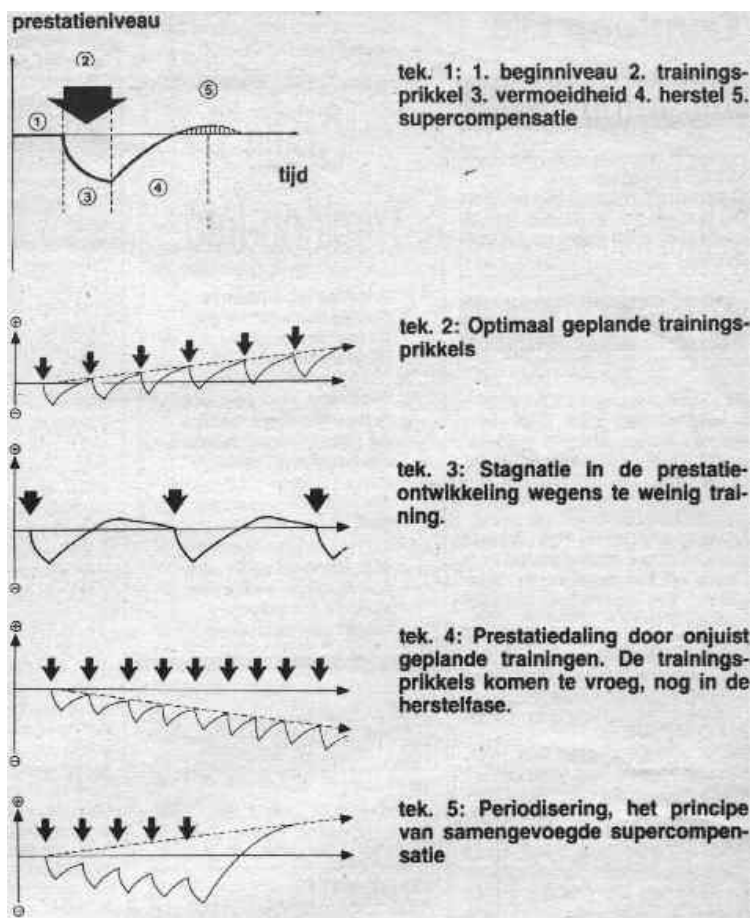 prestatieniveau
②
⑤
①
tijd
③
④
tek. 1: 1. beginniveau 2. trainings-
prikkel 3. vermoeidheid 4. herstel 5.
supercompensatie
⊕
⊖
tek. 2: Optimaal geplande trainings-
prikkels
⊕
⊖
tek. 3: Stagnatie in de prestatie-
ontwikkeling wegens te weinig trai-
ning.
⊕
⊖
tek. 4: Prestatiedaling door onjuist
geplande trainingen. De trainings-
prikkels komen te vroeg, nog in de
herstelfase.
⊕
⊖
tek. 5: Periodisering, het principe
van samengevoegde supercompen-
satie